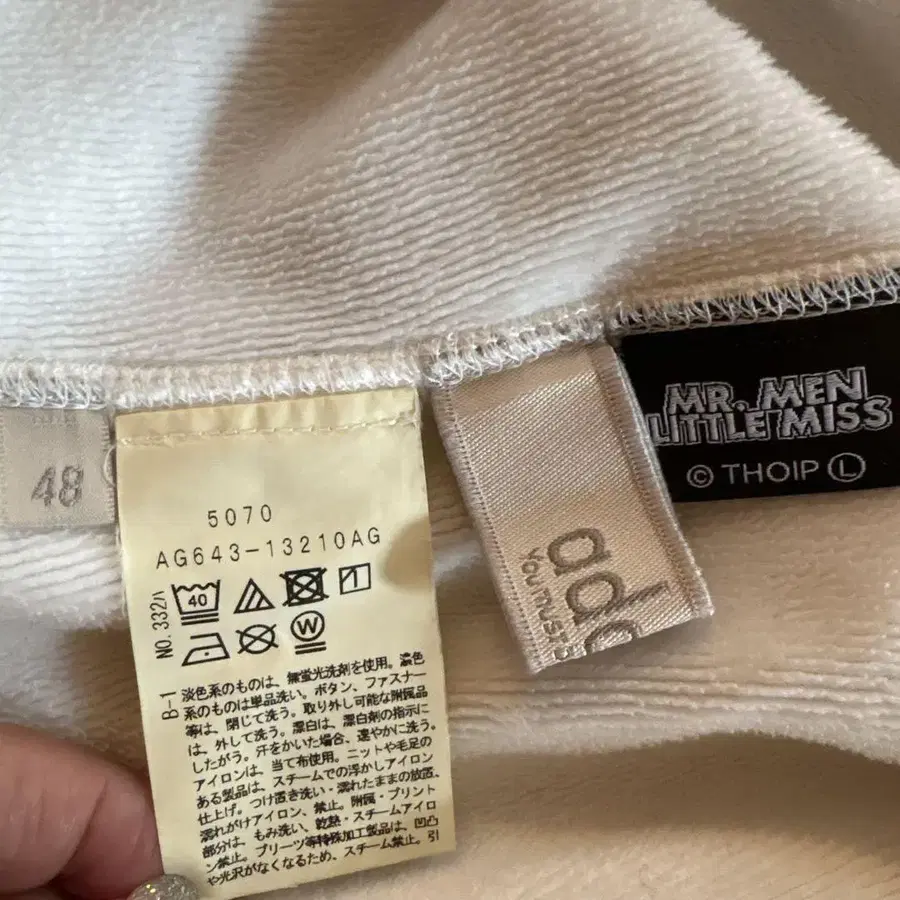 48
5070
AG643-13210AG
NO. 332ハ
40
1
W
B-1
淡色系のものは、無蛍光洗剤を使用。濃色
系のものは単品洗い。ボタン、ファスナー
等は、閉じて洗う。取り外し可能な附属品
は、外して洗う。漂白は、漂白剤の指示に
したがう。汗をかいた場合、速やかに洗う。
アイロンは、当て布使用。ニットや毛足の
ある製品は、スチームでの浮かしアイロン
仕上げ。つけ置き洗い・濡れたままの放置、
濡れがけアイロン、禁止。附属・プリント
部分は、もみ洗い、乾熱・スチームアイロ
ン禁止。プリーツ等特殊加工製品は、凹凸
や光沢がなくなるため、スチーム禁止。引
YOU TRUST
MR. MEN
LITTLE MISS
© THOIP Ⓛ